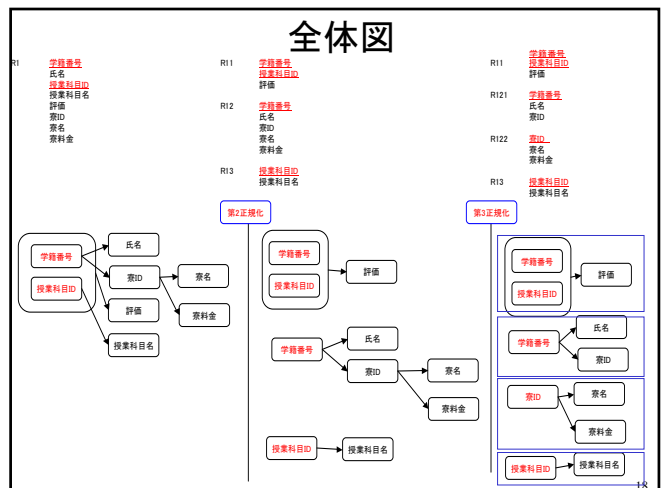 全体図
R1
学籍番号
氏名
授業科目ID
授業科目名
評価
寮ID
寮名
寮料金
R11
学籍番号
授業科目ID
評価
R12
学籍番号
氏名
寮ID
寮名
寮料金
R13
授業科目ID
授業科目名
R11
学籍番号
授業科目ID
評価
R121
学籍番号
氏名
寮ID
R122
寮ID
寮名
寮料金
R13
授業科目ID
授業科目名
第2正規化
第3正規化
学籍番号
授業科目ID
氏名
寮ID
評価
授業科目名
寮名
寮料金
学籍番号
授業科目ID
評価
学籍番号
氏名
寮ID
寮名
寮料金
授業科目ID
授業科目名
学籍番号
授業科目ID
評価
学籍番号
氏名
寮ID
寮ID
寮名
寮料金
授業科目ID
授業科目名
18